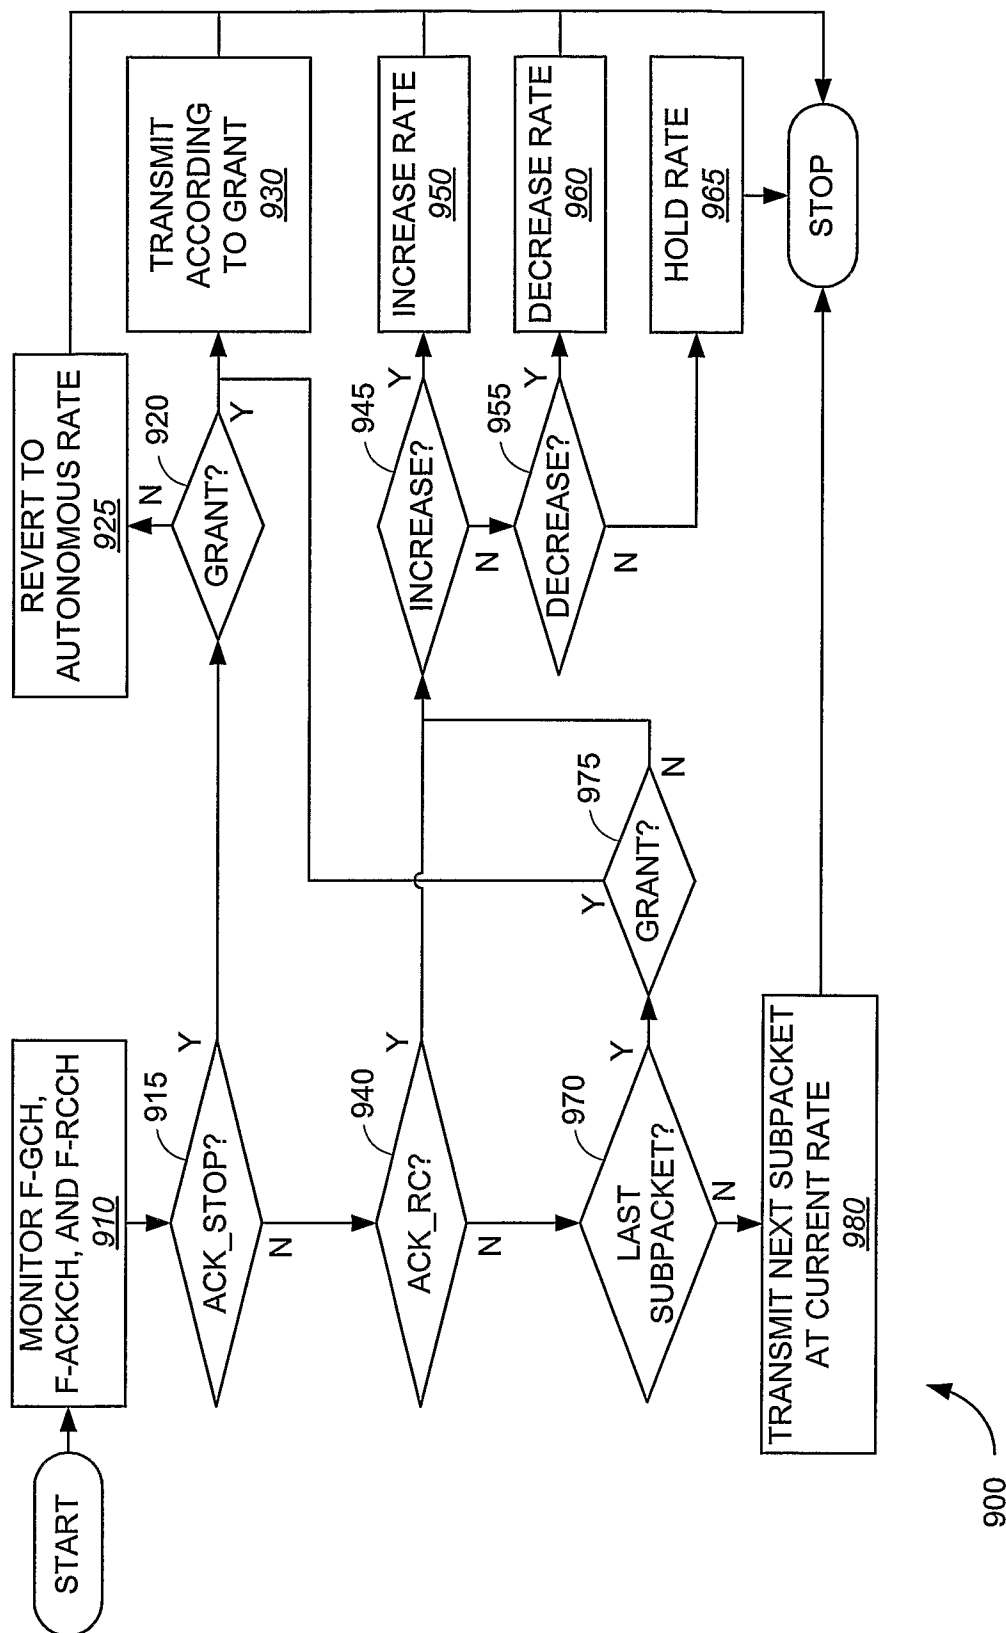 START
MONITOR F-GCH,
F-ACKCH, AND F-RCCH
910
915
ACK_STOP?
Y
N
920
GRANT?
N
Y
REVERT TO
AUTONOMOUS RATE
925
TRANSMIT
ACCORDING
TO GRANT
930
940
ACK_RC?
Y
N
945
INCREASE?
Y
N
INCREASE RATE
950
955
DECREASE?
Y
N
DECREASE RATE
960
HOLD RATE
965
970
LAST
SUBPACKET?
Y
N
975
GRANT?
Y
N
TRANSMIT NEXT SUBPACKET
AT CURRENT RATE
980
STOP
900